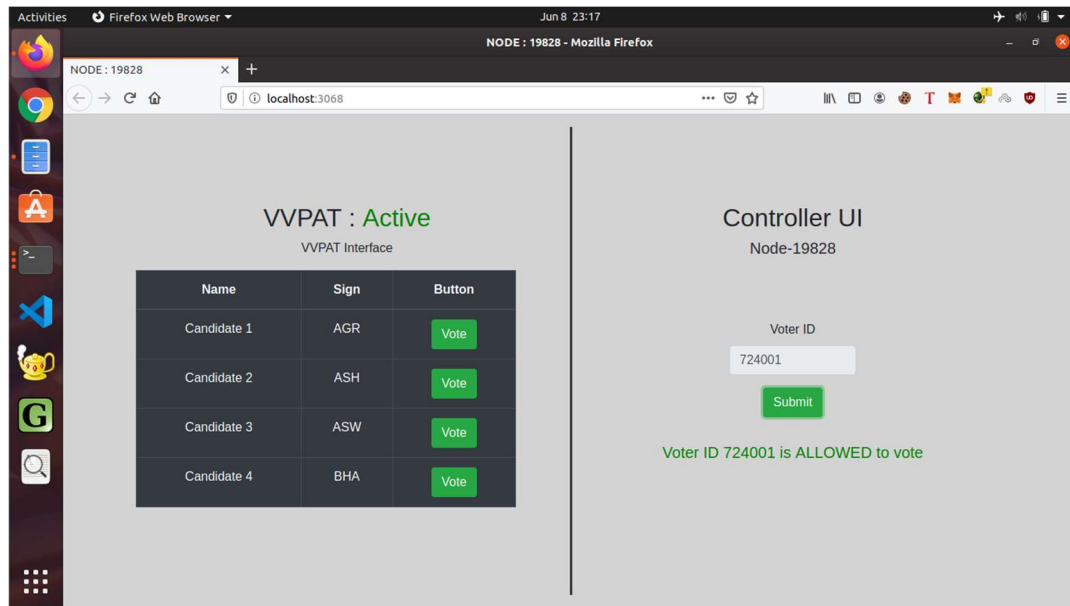 Activities Firefox Web Browser Jun 8 23:17
NODE : 19828 - Mozilla Firefox
NODE : 19828
localhost:3068
VVPAT : Active
VVPAT Interface
Name Sign Button
Candidate 1 AGR Vote
Candidate 2 ASH Vote
Candidate 3 ASW Vote
Candidate 4 BHA Vote
Controller UI
Node-19828
Voter ID
724001
Submit
Voter ID 724001 is ALLOWED to vote